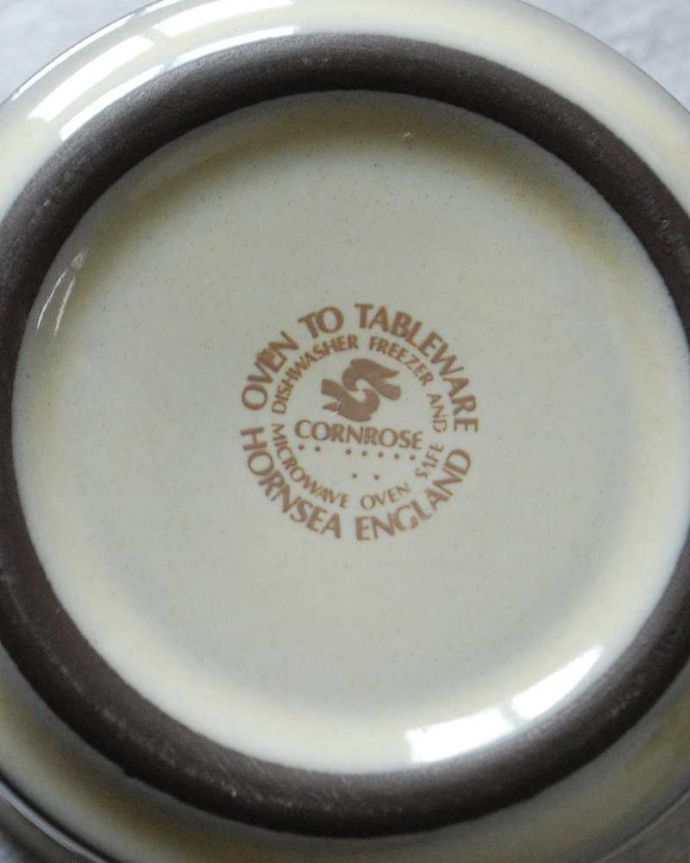 OVEN TO TABLEWARE
DISHWASHER FREEZER AND
MICROWAVE OVEN SAFE
CORNROSE
HORNSEA ENGLAND